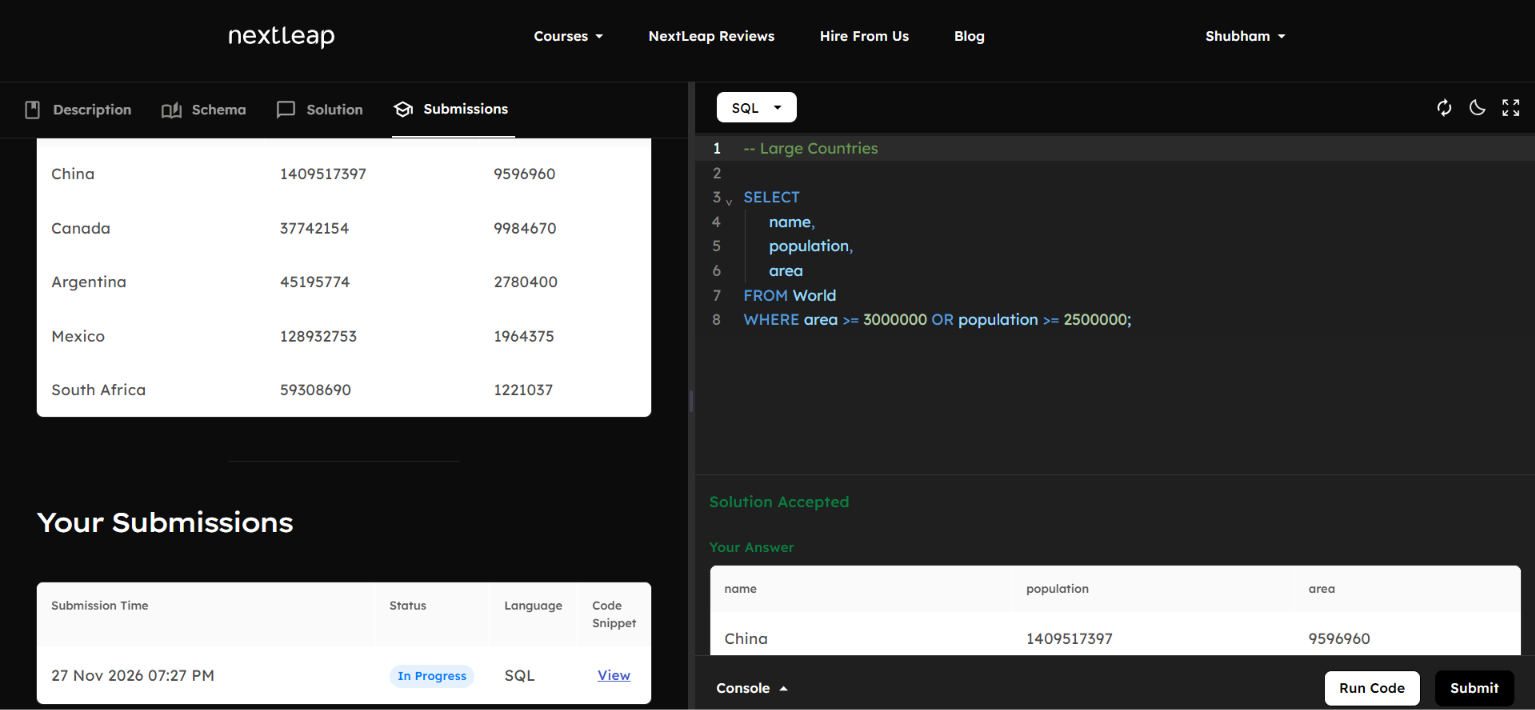 nextleap
Courses NextLeap Reviews Hire From Us Blog Shubham
Description Schema Solution Submissions
China 1409517397 9596960
Canada 37742154 9984670
Argentina 45195774 2780400
Mexico 128932753 1964375
South Africa 59308690 1221037
Your Submissions
Submission Time Status Language Code Snippet
27 Nov 2026 07:27 PM In Progress SQL View
SQL
1 -- Large Countries
2
3 SELECT
4 name,
5 population,
6 area
7 FROM World
8 WHERE area >= 3000000 OR population >= 2500000;
Solution Accepted
Your Answer
name population area
China 1409517397 9596960
Console Run Code Submit